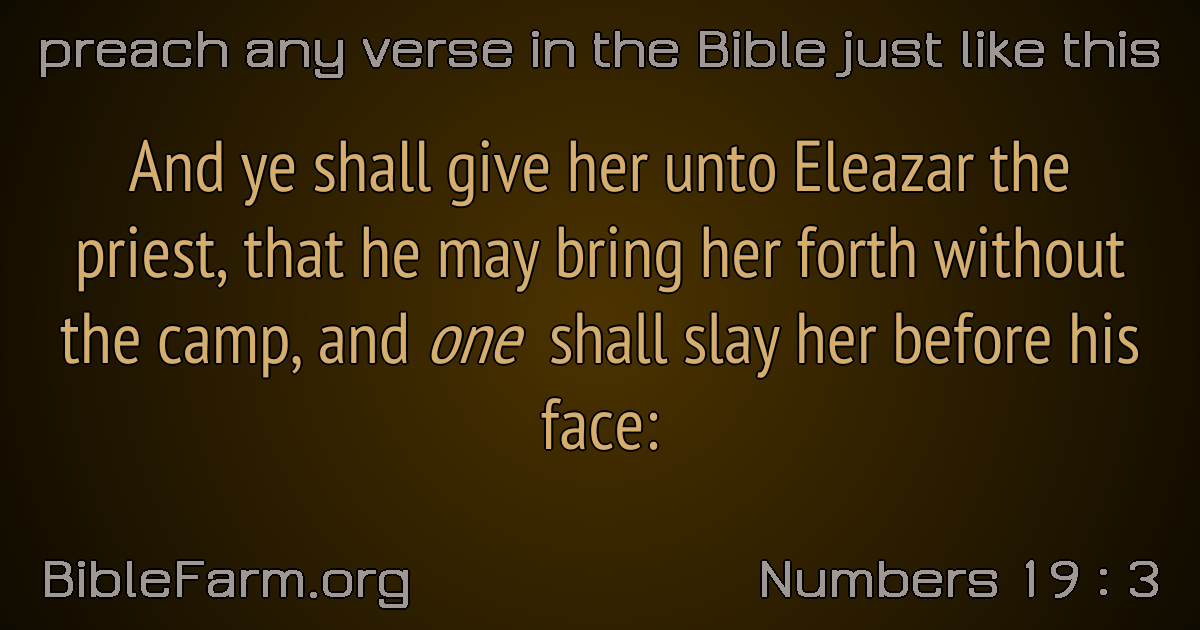 preach any verse in the Bible just like this
And ye shall give her unto Eleazar the
priest, that he may bring her forth without
the camp, and one shall slay her before his
face:
BibleFarm.org
Numbers 19 : 3